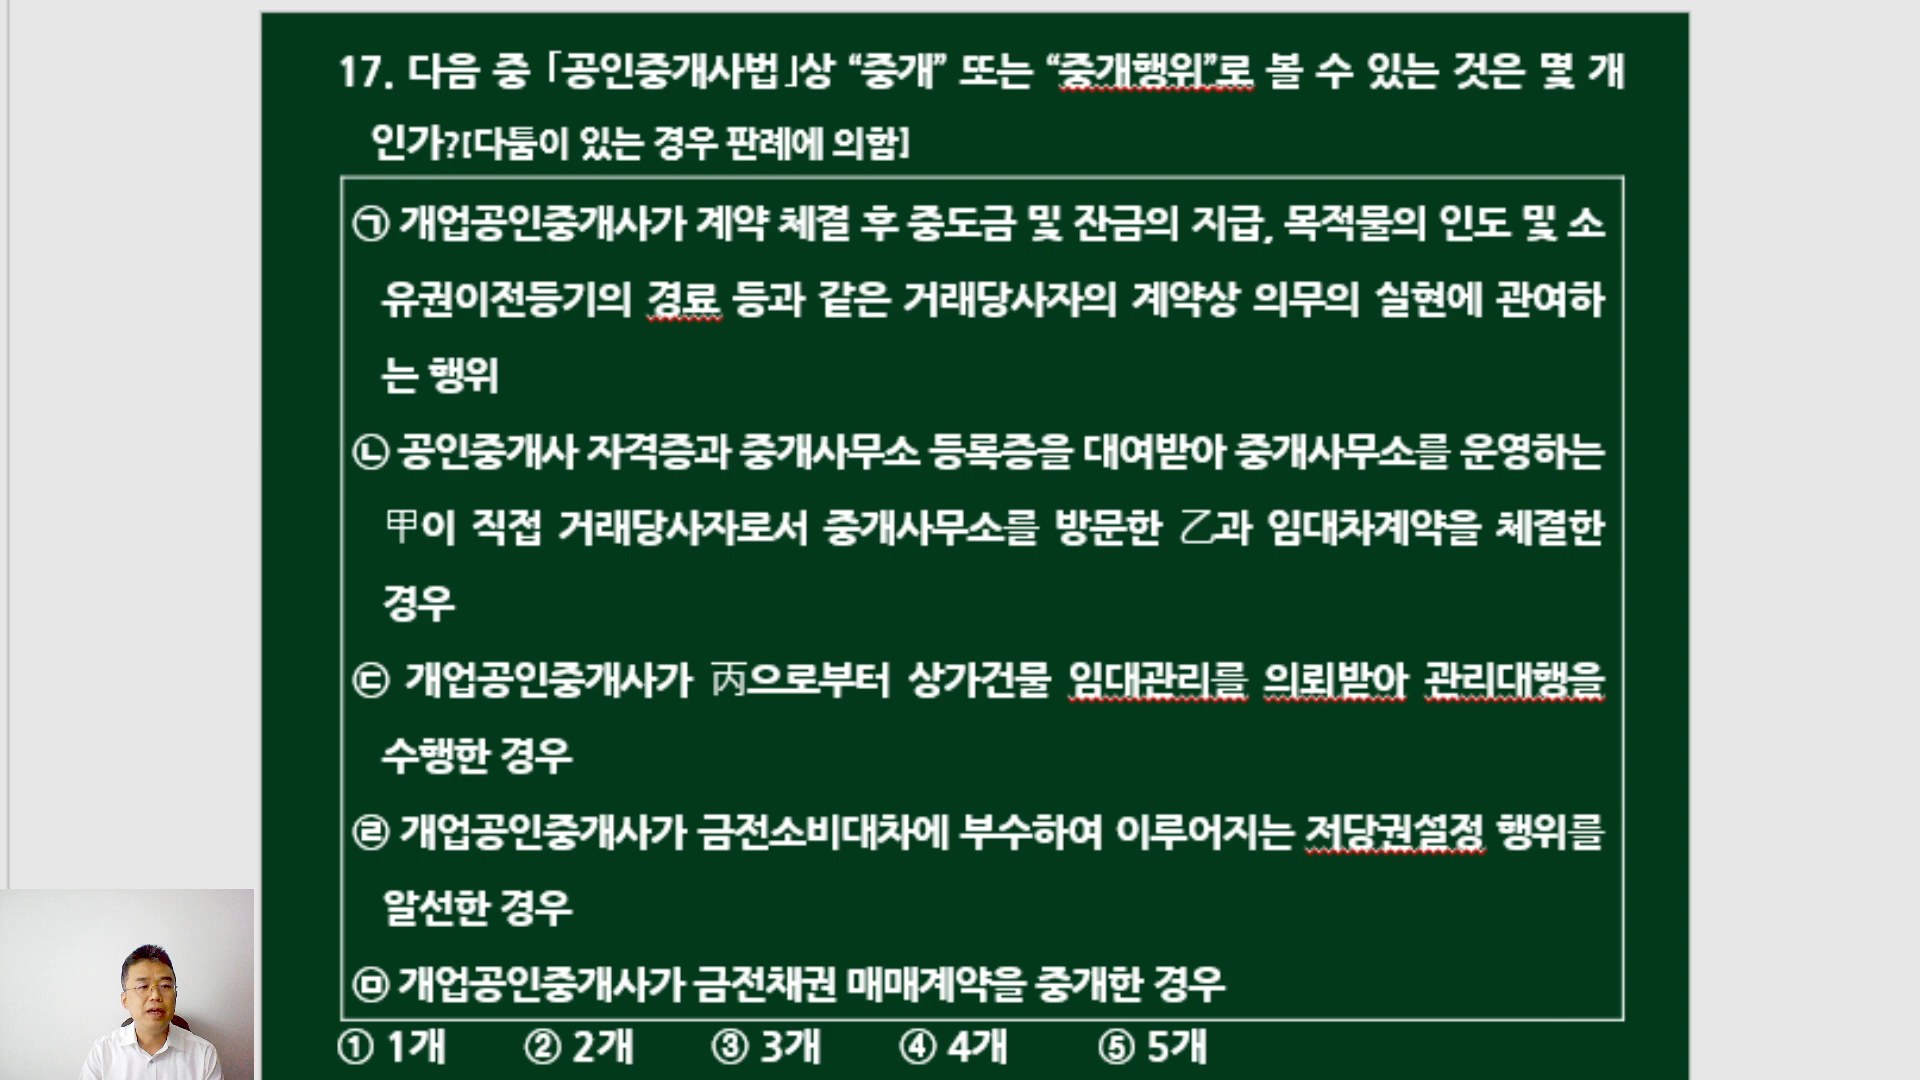 17. 다음 중 「공인중개사법」상 “중개” 또는 “중개행위”로 볼 수 있는 것은 몇 개
인가?[다툼이 있는 경우 판례에 의함]
㉠ 개업공인중개사가 계약 체결 후 중도금 및 잔금의 지급, 목적물의 인도 및 소
유권이전등기의 경료 등과 같은 거래당사자의 계약상 의무의 실현에 관여하
는 행위
㉡ 공인중개사 자격증과 중개사무소 등록증을 대여받아 중개사무소를 운영하는
甲이 직접 거래당사자로서 중개사무소를 방문한 乙과 임대차계약을 체결한
경우
㉢ 개업공인중개사가 丙으로부터 상가건물 임대관리를 의뢰받아 관리대행을
수행한 경우
㉣ 개업공인중개사가 금전소비대차에 부수하여 이루어지는 저당권설정 행위를
알선한 경우
㉤ 개업공인중개사가 금전채권 매매계약을 중개한 경우
① 1개 ② 2개 ③ 3개 ④ 4개 ⑤ 5개